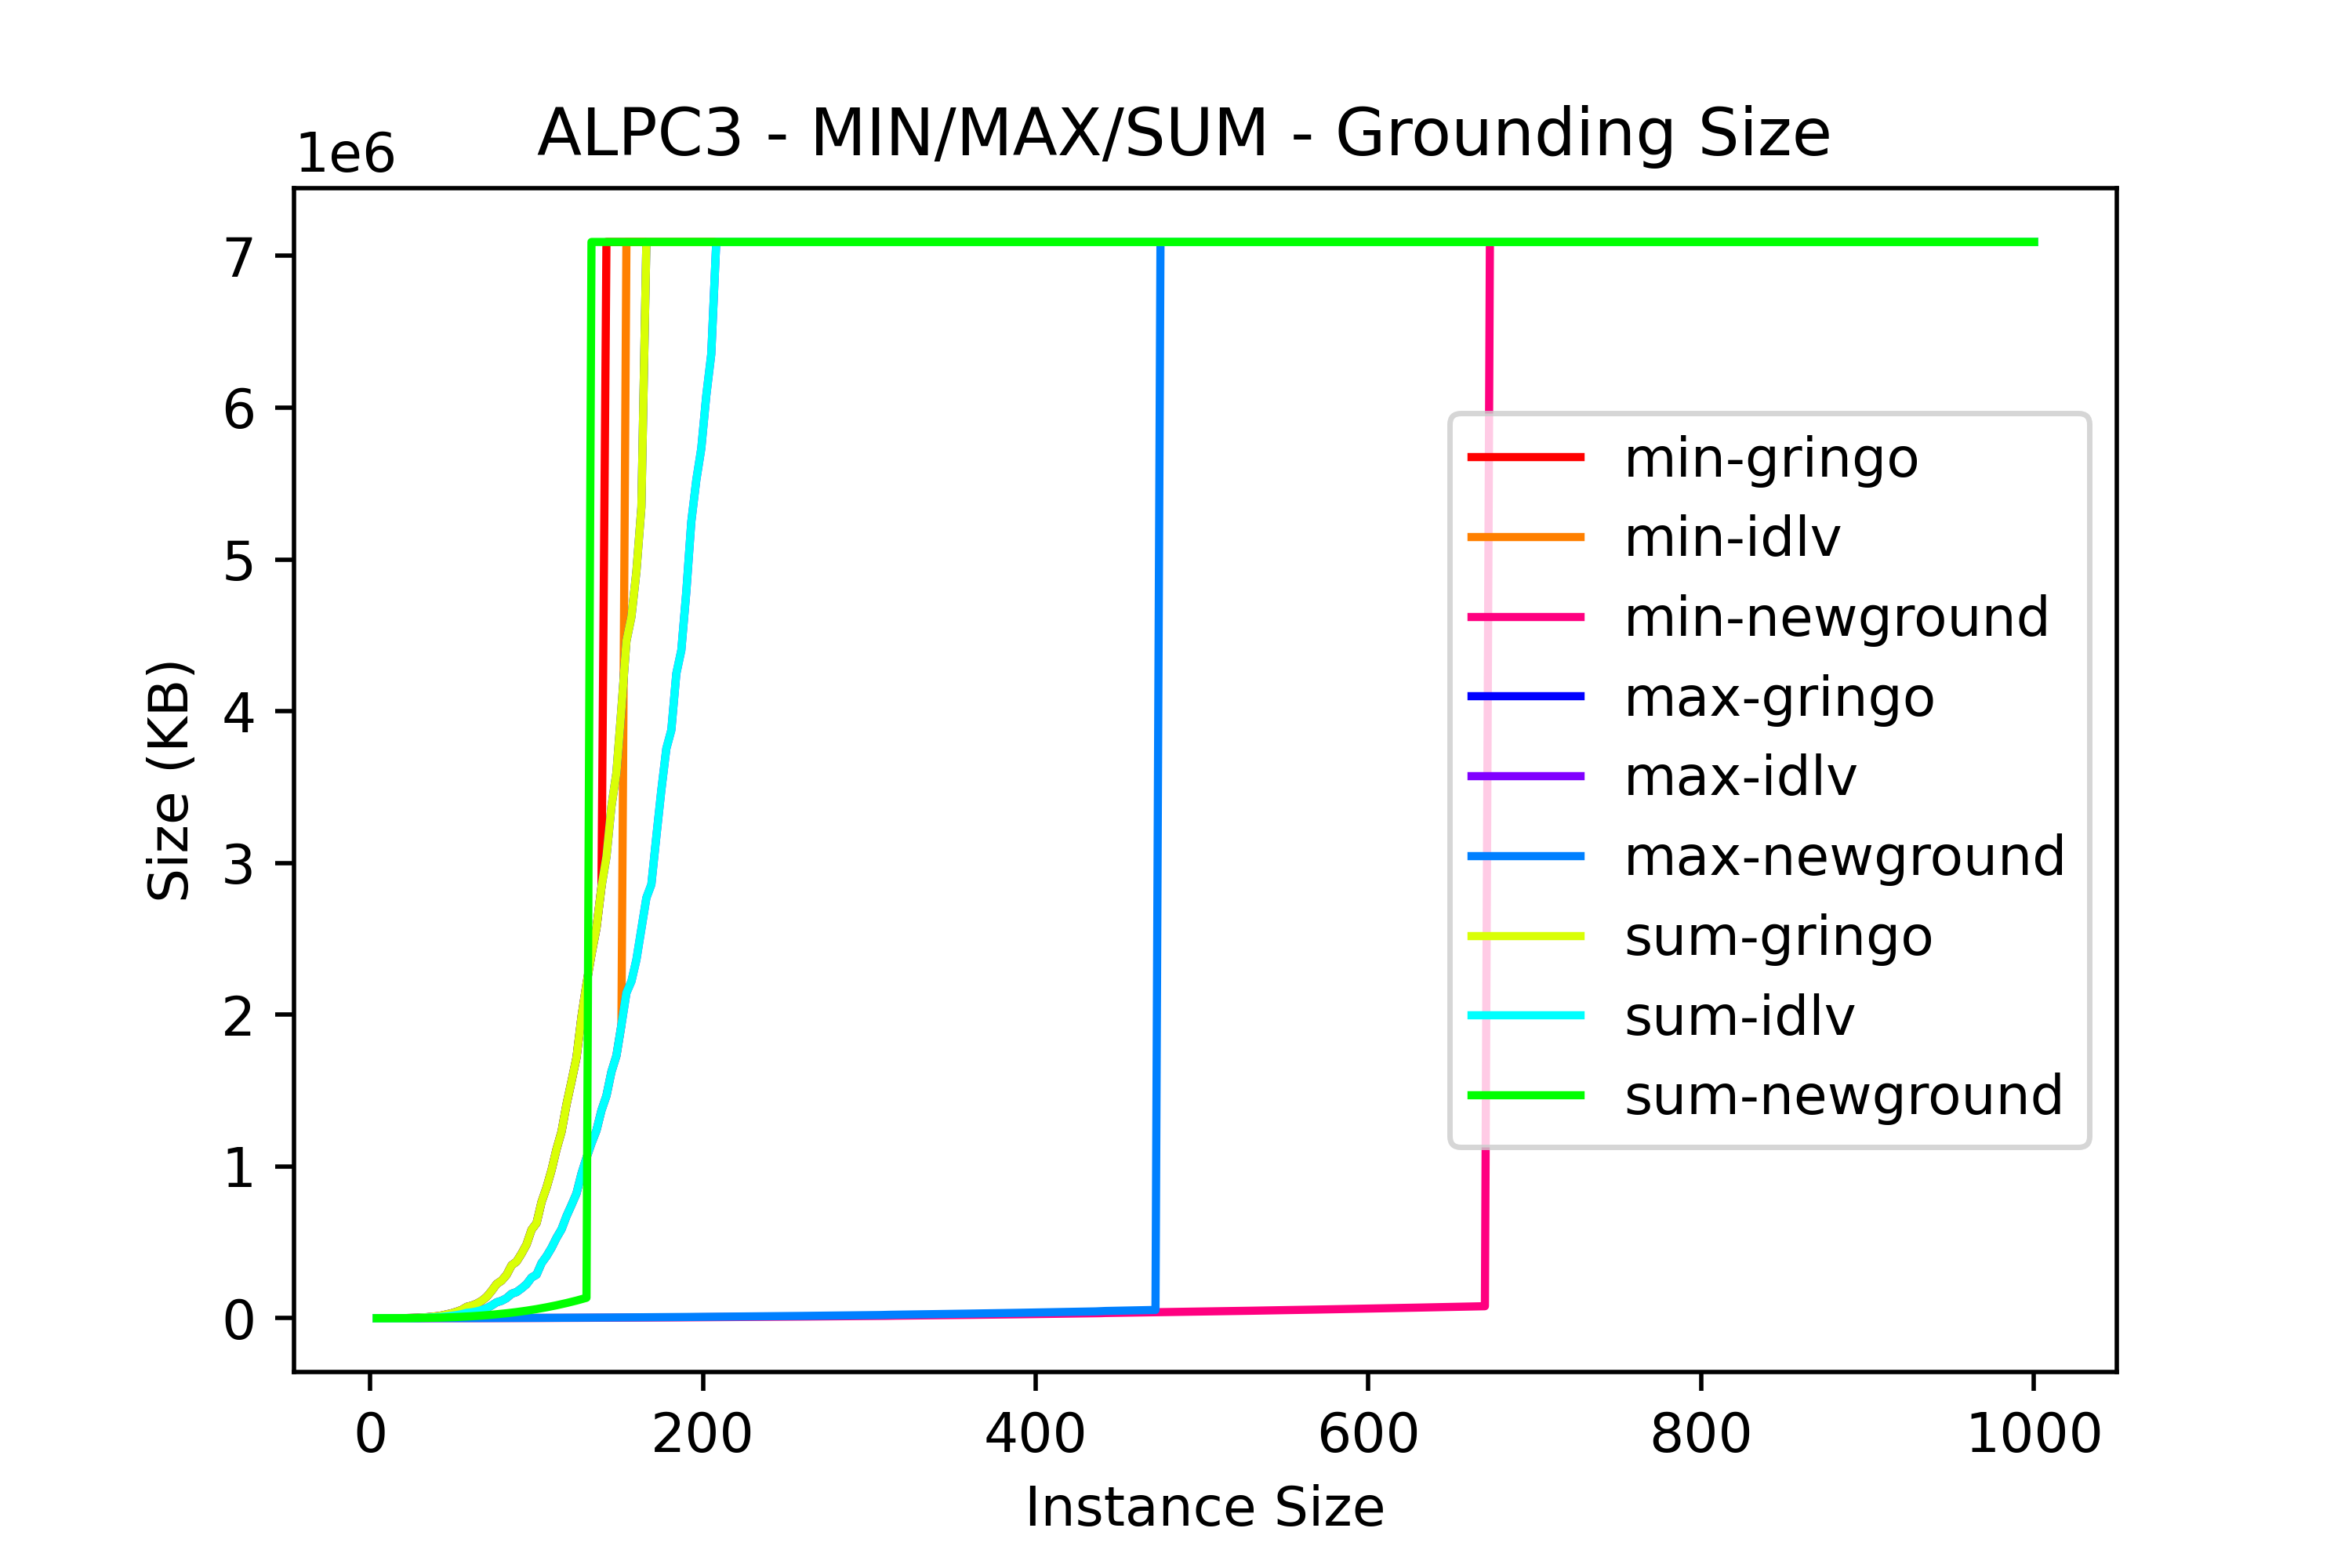 ALPC3 - MIN/MAX/SUM - Grounding Size
1e6
7
6
5
4
3
2
1
0
Size (KB)
min-gringo
min-idlv
min-newground
max-gringo
max-idlv
max-newground
sum-gringo
sum-idlv
sum-newground
0 200 400 600 800 1000
Instance Size